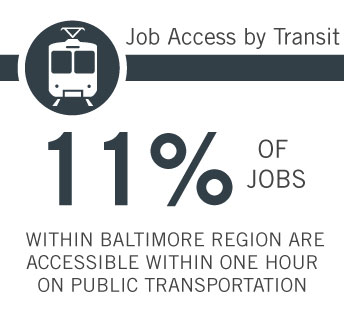 Job Access by Transit
11% OF
JOBS
WITHIN BALTIMORE REGION ARE
ACCESSIBLE WITHIN ONE HOUR
ON PUBLIC TRANSPORTATION